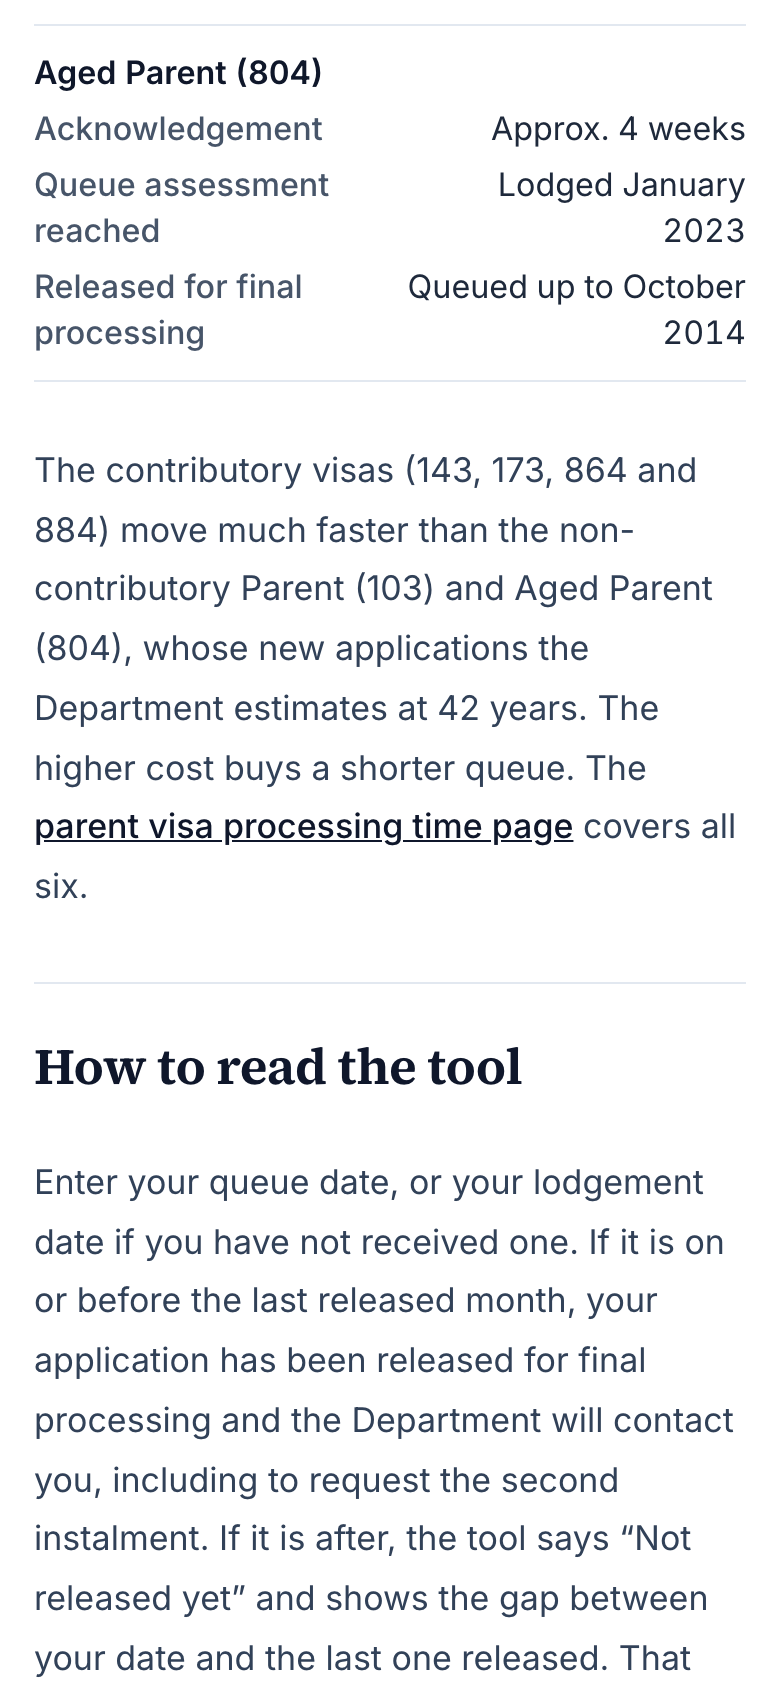 Aged Parent (804)
Acknowledgement Approx. 4 weeks
Queue assessment reached Lodged January 2023
Released for final processing Queued up to October 2014
The contributory visas (143, 173, 864 and
884) move much faster than the non-
contributory Parent (103) and Aged Parent
(804), whose new applications the
Department estimates at 42 years. The
higher cost buys a shorter queue. The
parent visa processing time page covers all
six.
How to read the tool
Enter your queue date, or your lodgement
date if you have not received one. If it is on
or before the last released month, your
application has been released for final
processing and the Department will contact
you, including to request the second
instalment. If it is after, the tool says “Not
released yet” and shows the gap between
your date and the last one released. That